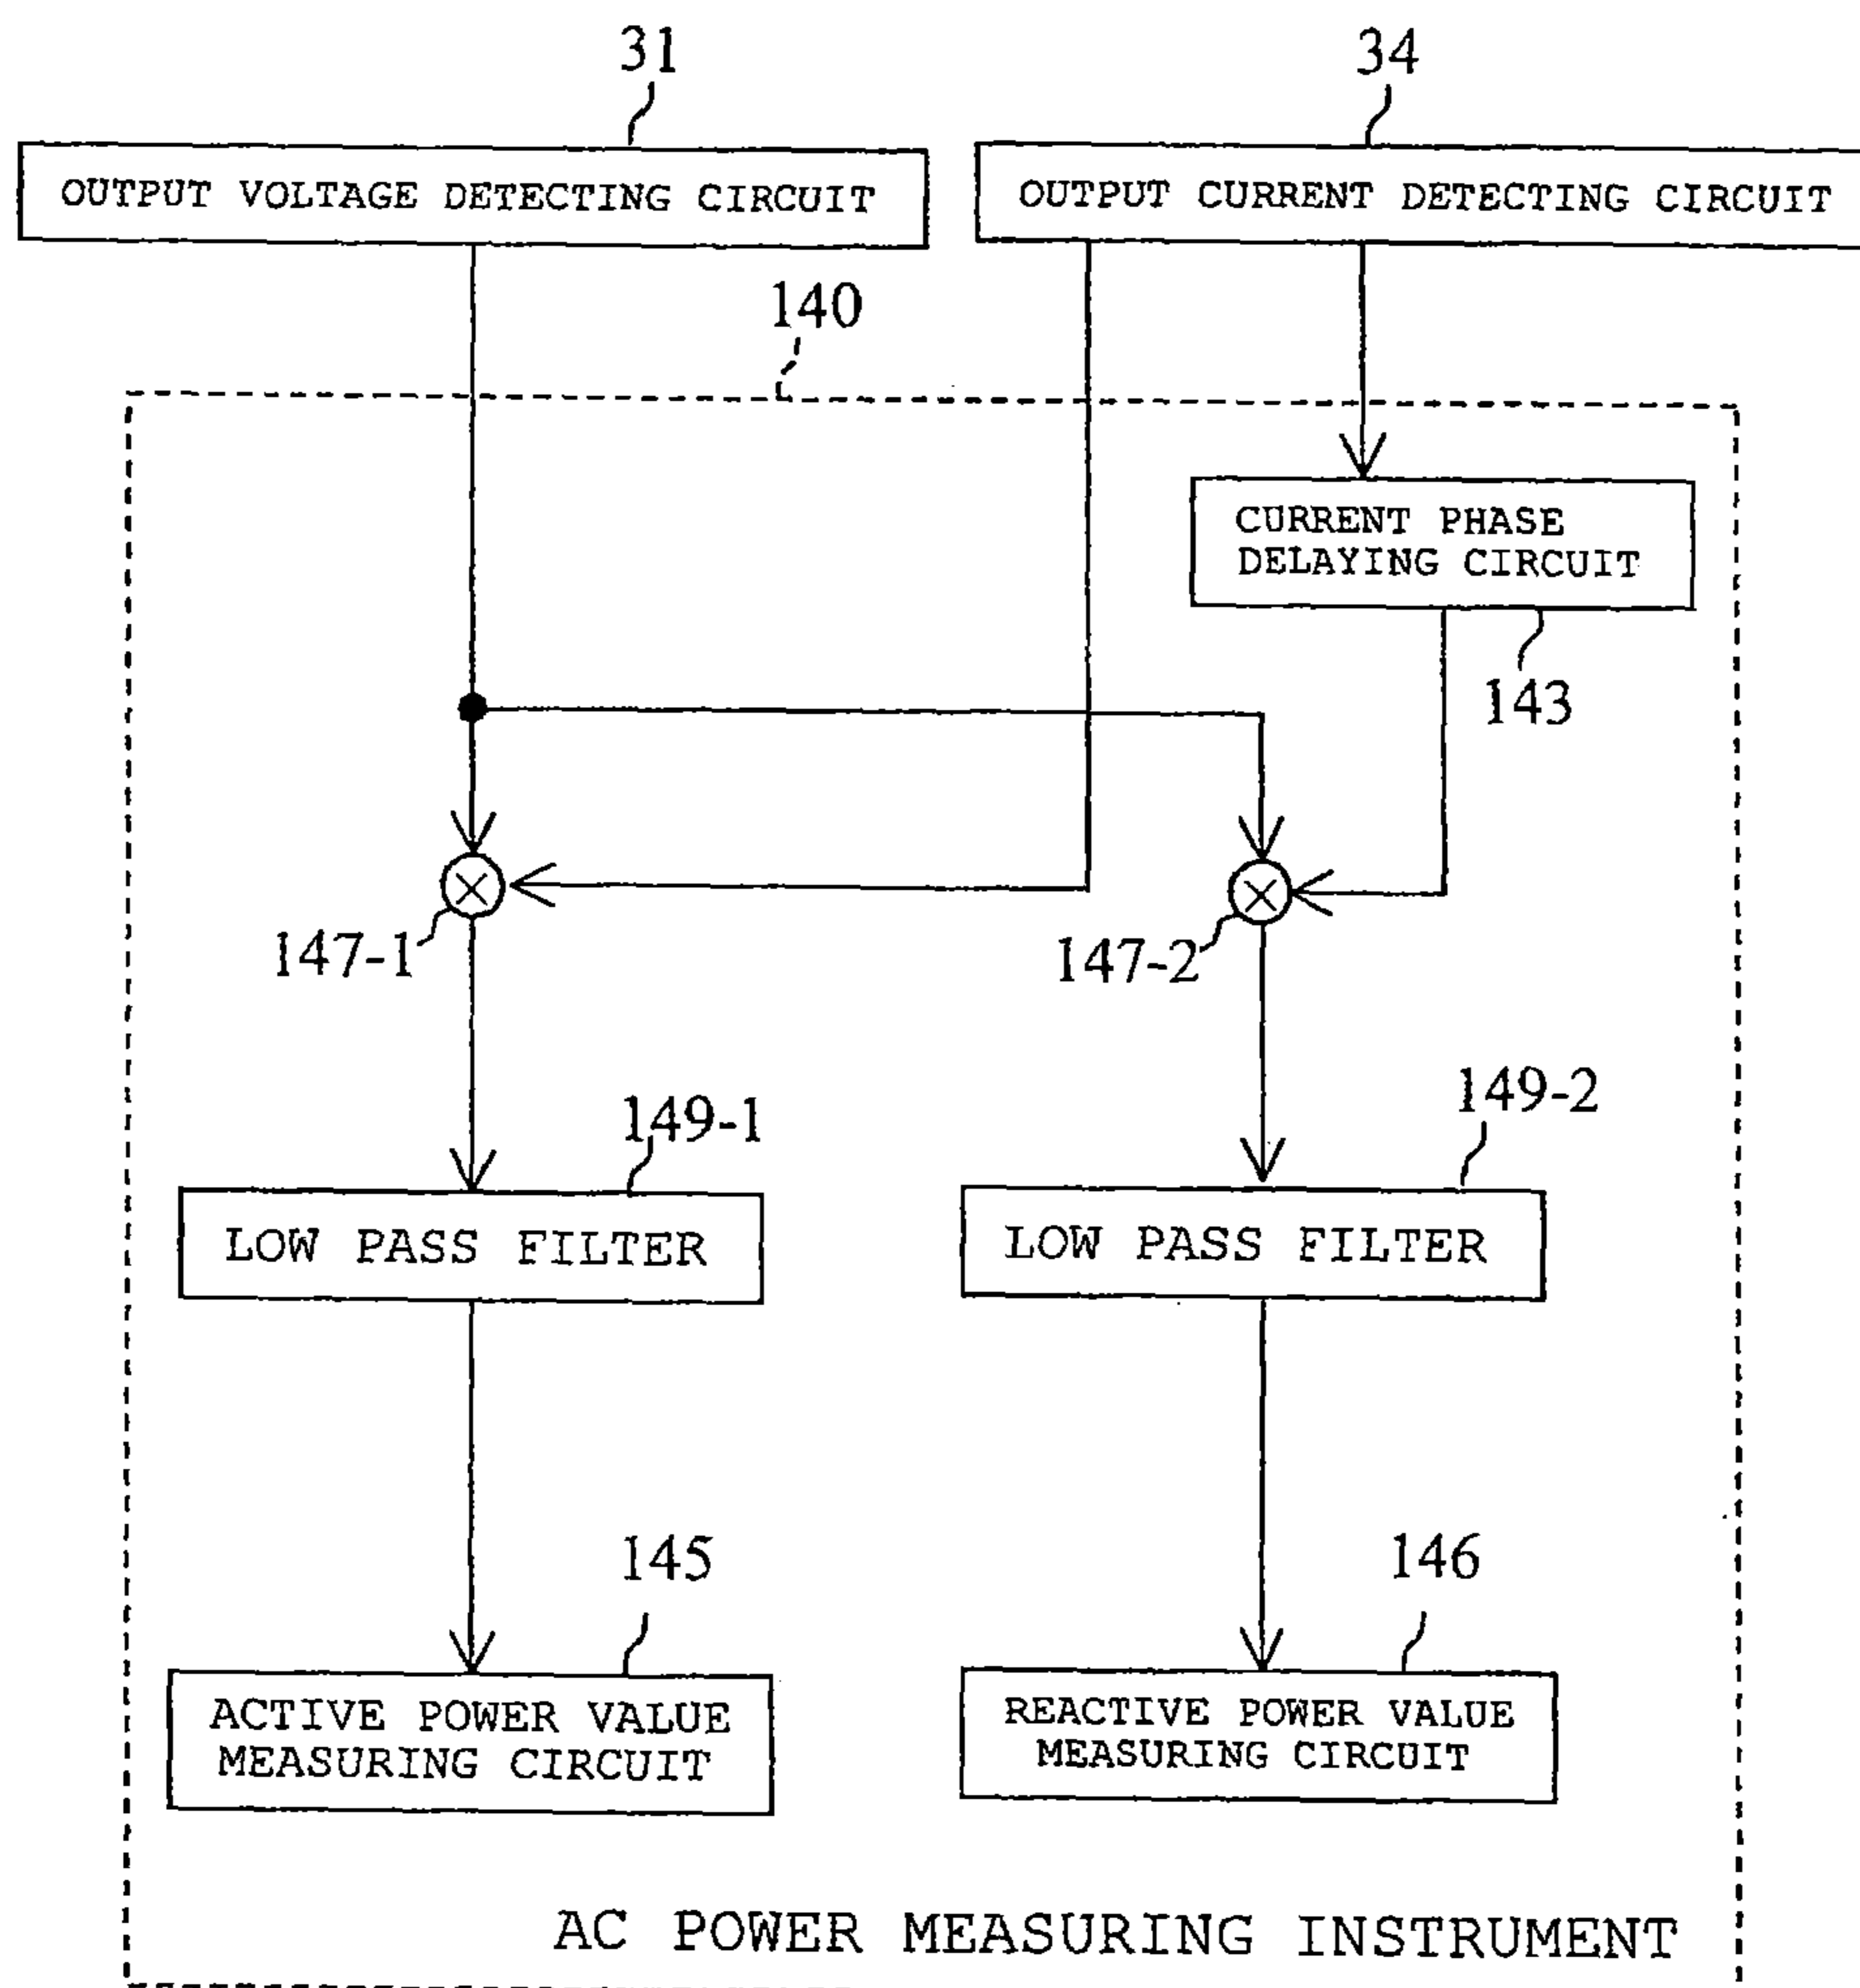 31
34
OUTPUT VOLTAGE DETECTING CIRCUIT
OUTPUT CURRENT DETECTING CIRCUIT
140
CURRENT PHASE
DELAYING CIRCUIT
143
147-1
147-2
149-1
149-2
LOW PASS FILTER
LOW PASS FILTER
145
146
ACTIVE POWER VALUE
MEASURING CIRCUIT
REACTIVE POWER VALUE
MEASURING CIRCUIT
AC POWER MEASURING INSTRUMENT